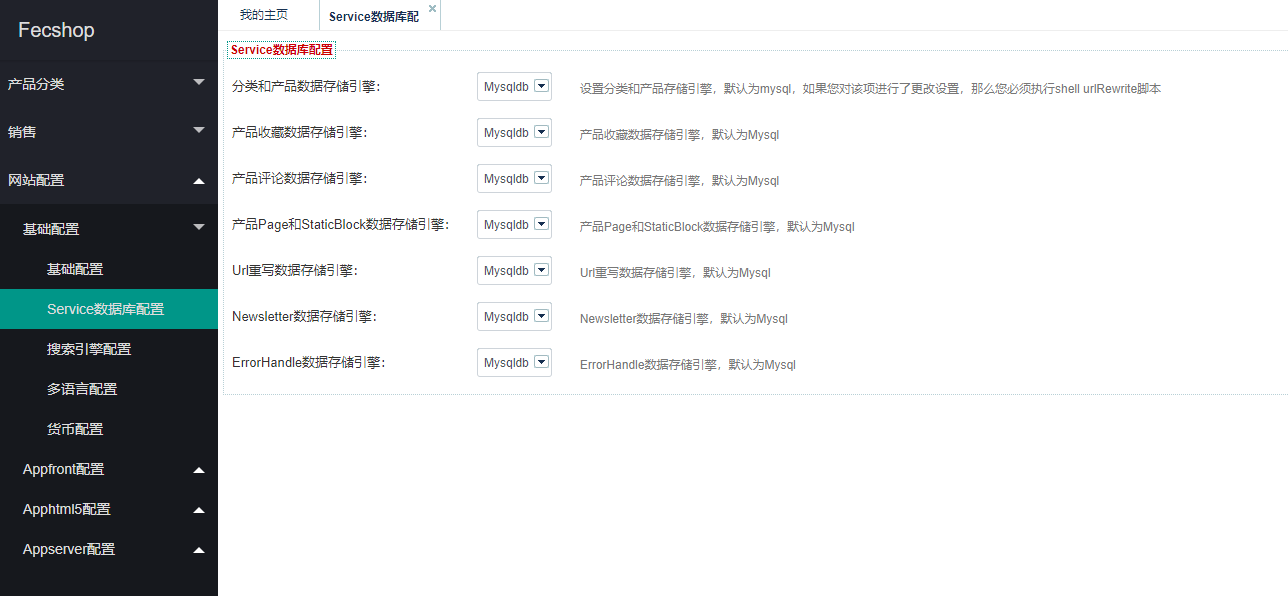 Fecshop
产品分类
销售
网站配置
基础配置
基础配置
Service数据库配置
搜索引擎配置
多语言配置
货币配置
Appfront配置
Apphtml5配置
Appserver配置
我的主页 Service数据库配
Service数据库配置
分类和产品数据存储引擎： Mysqldb 设置分类和产品存储引擎，默认为mysql，如果您对该项进行了更改设置，那么您必须执行shell urlRewrite脚本
产品收藏数据存储引擎： Mysqldb 产品收藏数据存储引擎，默认为Mysql
产品评论数据存储引擎： Mysqldb 产品评论数据存储引擎，默认为Mysql
产品Page和StaticBlock数据存储引擎： Mysqldb 产品Page和StaticBlock数据存储引擎，默认为Mysql
Url重写数据存储引擎： Mysqldb Url重写数据存储引擎，默认为Mysql
Newsletter数据存储引擎： Mysqldb Newsletter数据存储引擎，默认为Mysql
ErrorHandle数据存储引擎： Mysqldb ErrorHandle数据存储引擎，默认为Mysql